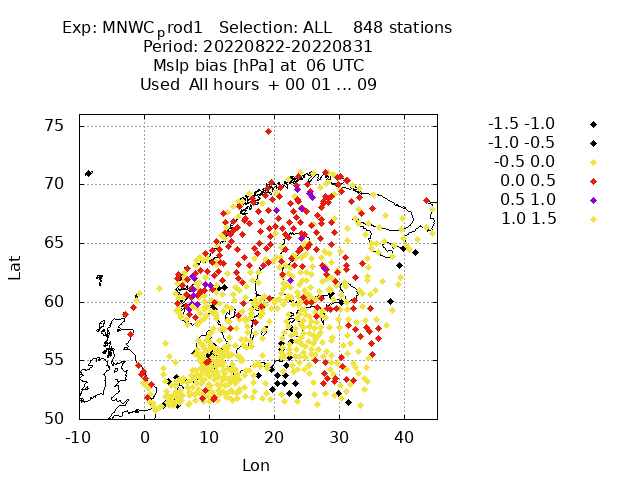 Exp: MNWCprod1 Selection: ALL 848 stations
Period: 20220822-20220831
Mslp bias [hPa] at 06 UTC
Used All hours + 00 01 ... 09
75
70
65
60
55
50
-10 0 10 20 30 40
Lat
Lon
-1.5 -1.0
-1.0 -0.5
-0.5 0.0
0.0 0.5
0.5 1.0
1.0 1.5